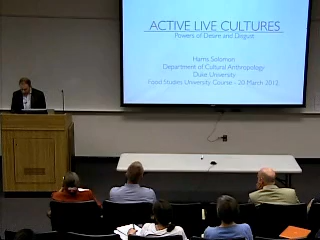 ACTIVE LIVE CULTURES
Powers of Desire and Disgust
Harris Solomon
Department of Cultural Anthropology
Duke University
Food Studies University Course - 20 March 2012